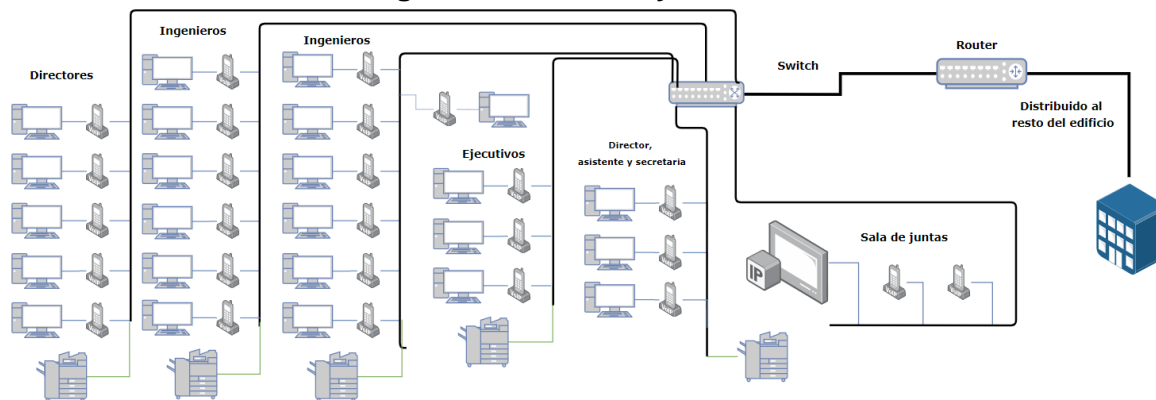 Directores
Ingenieros
Ingenieros
Ejecutivos
Director,
asistente y secretaria
Switch
Router
Distribuido al
resto del edificio
Sala de juntas
IP